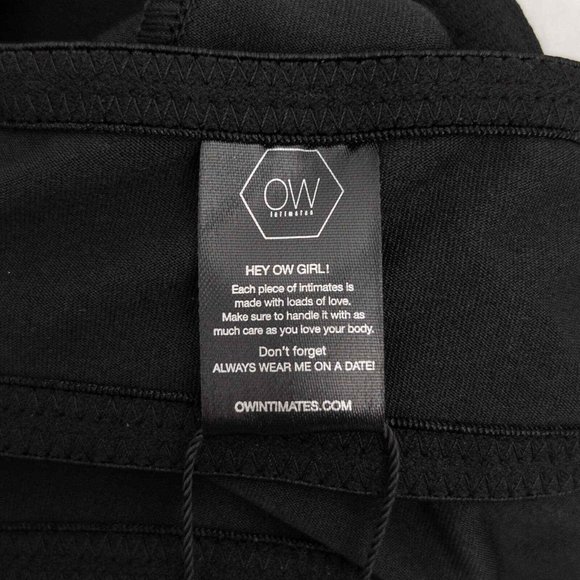 OW
intimates
HEY OW GIRL!
Each piece of intimates is
made with loads of love.
Make sure to handle it with as
much care as you love your body.
Don't forget
ALWAYS WEAR ME ON A DATE!
OWINTIMATES.COM